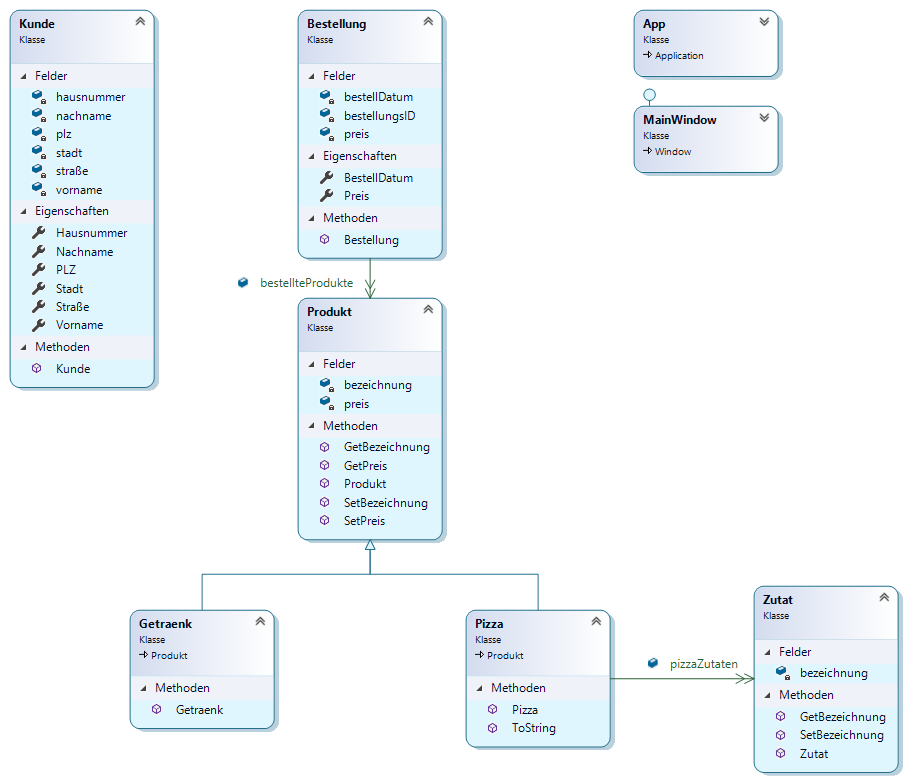 Kunde
Klasse
Felder
hausnummer
nachname
plz
stadt
straße
vorname
Eigenschaften
Hausnummer
Nachname
PLZ
Stadt
Straße
Vorname
Methoden
Kunde
Bestellung
Klasse
Felder
bestellDatum
bestellungsID
preis
Eigenschaften
BestellDatum
Preis
Methoden
Bestellung
bestellteProdukte
App
Klasse
Application
MainWindow
Klasse
Window
Produkt
Klasse
Felder
bezeichnung
preis
Methoden
GetBezeichnung
GetPreis
Produkt
SetBezeichnung
SetPreis
Getraenk
Klasse
Produkt
Methoden
Getraenk
Pizza
Klasse
Produkt
Methoden
Pizza
ToString
pizzaZutaten
Zutat
Klasse
Felder
bezeichnung
Methoden
GetBezeichnung
SetBezeichnung
Zutat